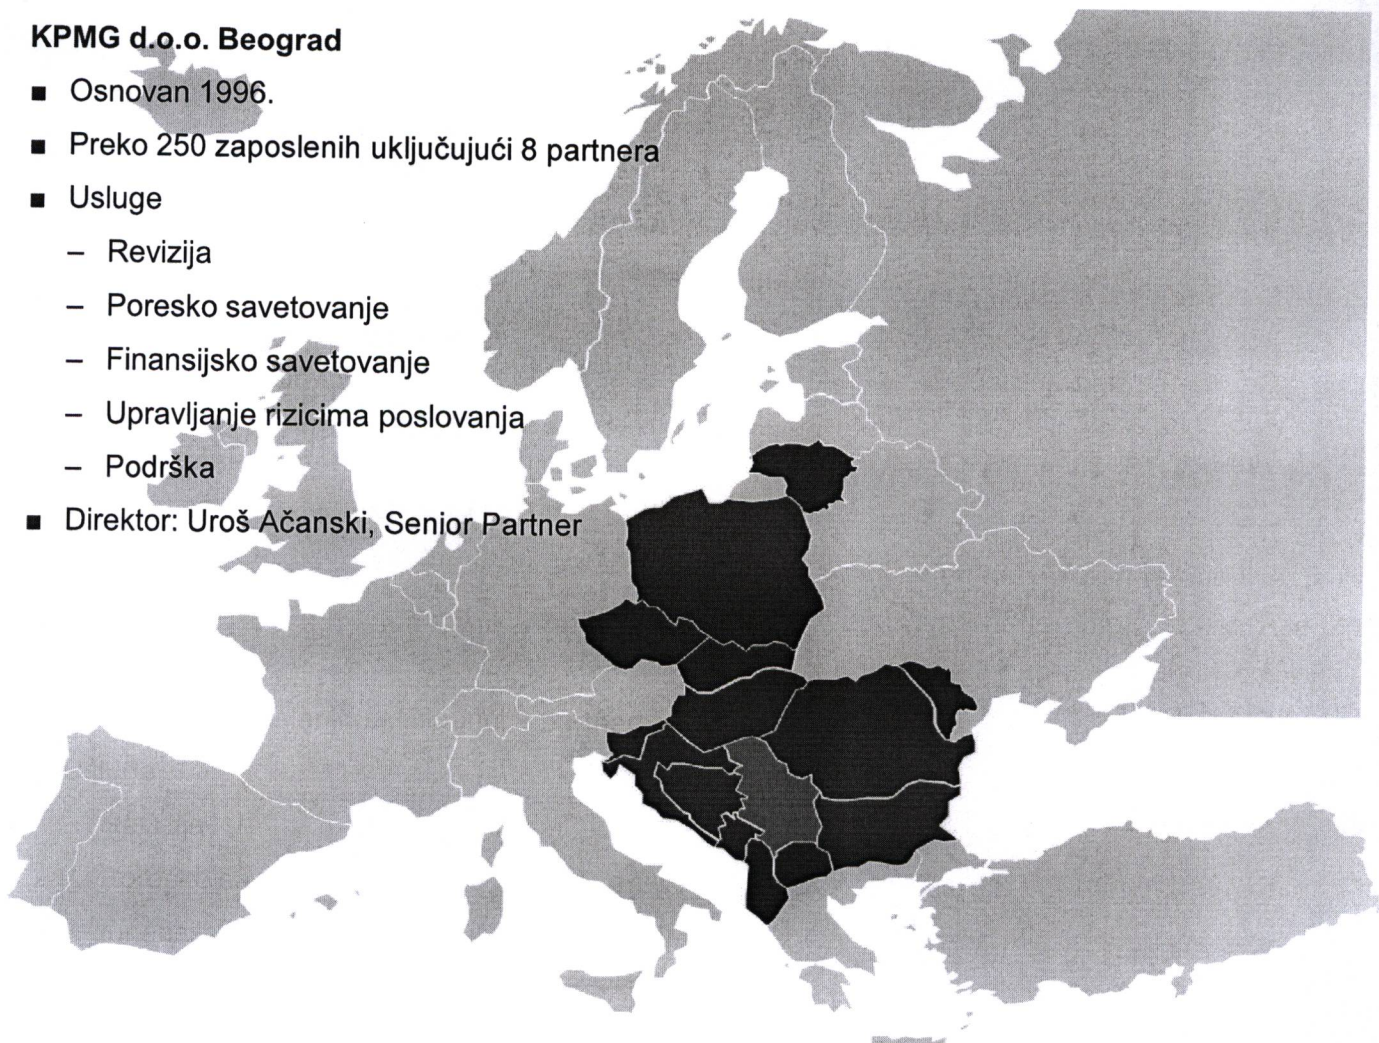 KPMG d.o.o. Beograd
■ Osnovan 1996.
■ Preko 250 zaposlenih uključujući 8 partnera
■ Usluge
– Revizija
– Poresko savetovanje
– Finansijsko savetovanje
– Upravljanje rizicima poslovanja
– Podrška
■ Direktor: Uroš Ačanski, Senior Partner